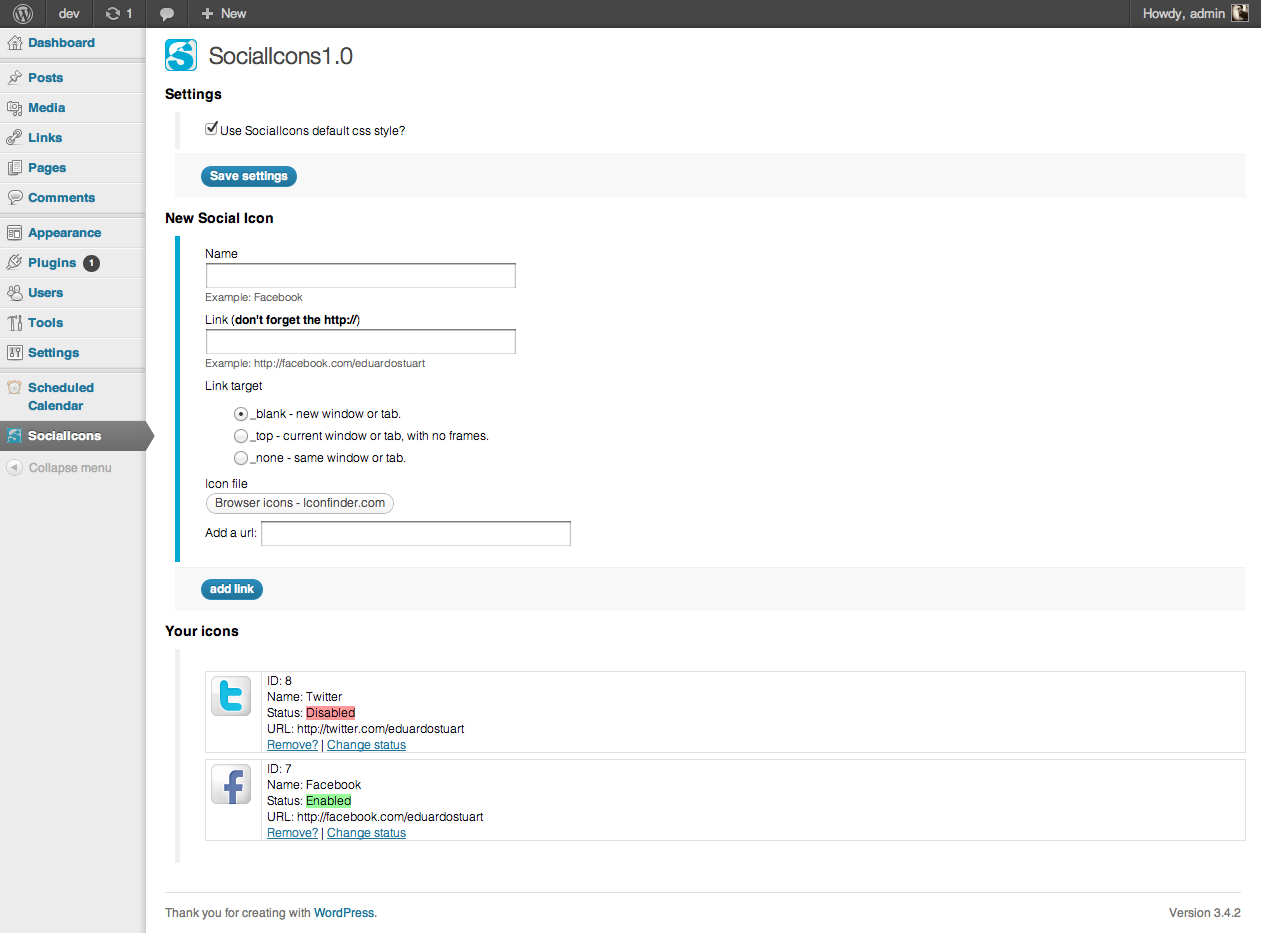 dev
1
New
Howdy, admin
Dashboard
Posts
Media
Links
Pages
Comments
Appearance
Plugins 1
Users
Tools
Settings
Scheduled
Calendar
SocialIcons
Collapse menu
SocialIcons1.0
Settings
Use SocialIcons default css style?
Save settings
New Social Icon
Name
Example: Facebook
Link (don't forget the http://)
Example: http://facebook.com/eduardostuart
Link target
_blank - new window or tab.
_top - current window or tab, with no frames.
_none - same window or tab.
Icon file
Browser icons - Iconfinder.com
Add a url:
add link
Your icons
ID: 8
Name: Twitter
Status: Disabled
URL: http://twitter.com/eduardostuart
Remove? | Change status
ID: 7
Name: Facebook
Status: Enabled
URL: http://facebook.com/eduardostuart
Remove? | Change status
Thank you for creating with WordPress.
Version 3.4.2